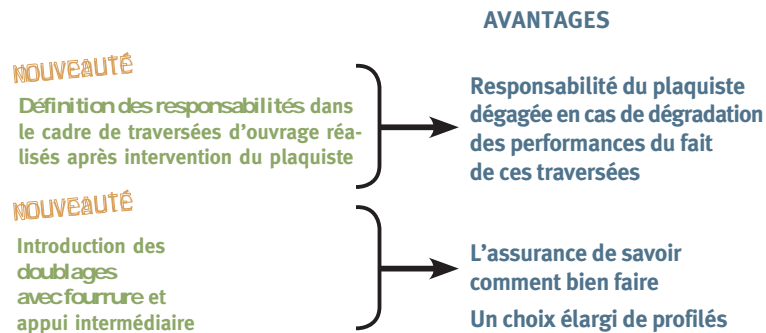 AVANTAGES
NOUVEAUTÉ
Définition des responsabilités dans
le cadre de traversées d'ouvrage réa-
lisés après intervention du plaquiste
Responsabilité du plaquiste
dégagée en cas de dégradation
des performances du fait
de ces traversées
NOUVEAUTÉ
Introduction des
doublages
avec fourrure et
appui intermédiaire
L'assurance de savoir
comment bien faire
Un choix élargi de profilés